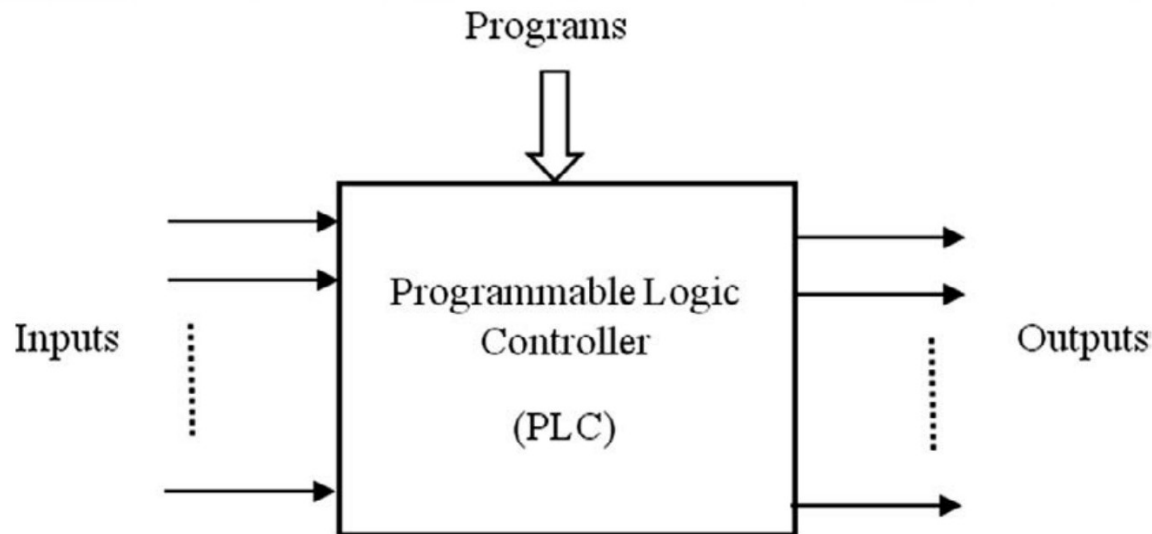 Programs
Programmable Logic
Controller
(PLC)
Inputs
Outputs